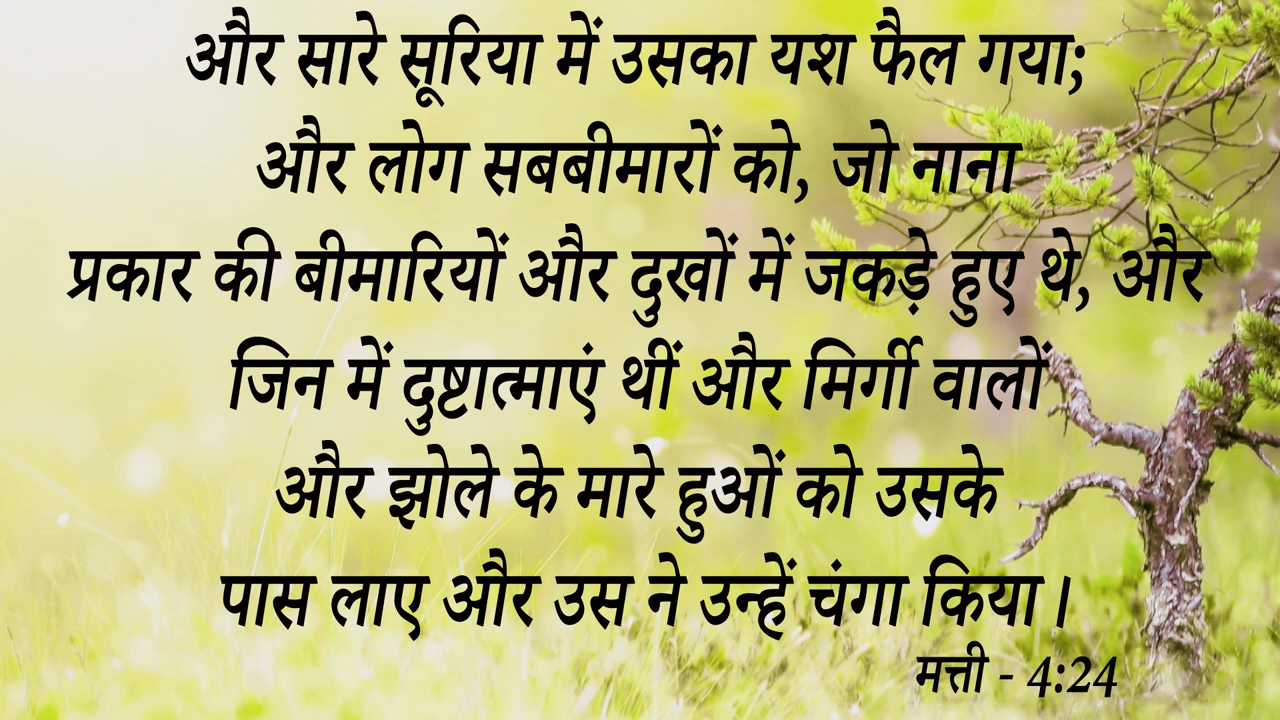 और सारे सूरिया में उसका यश फैल गया;
और लोग सबबीमारों को, जो नाना
प्रकार की बीमारियों और दुखों में जकड़े हुए थे, और
जिन में दुष्टात्माएं थीं और मिर्गी वालों
और झोले के मारे हुओं को उसके
पास लाए और उस ने उन्हें चंगा किया।
मत्ती - 4:24